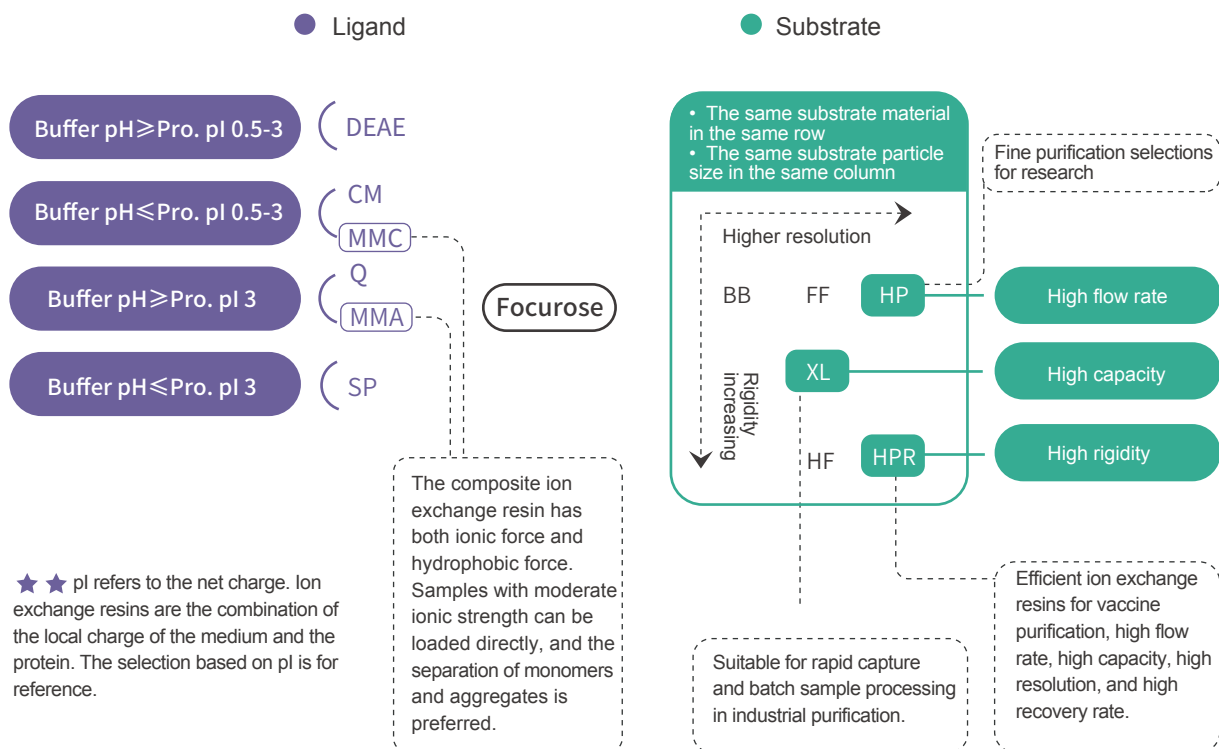 Ligand
Buffer pH≥Pro. pI 0.5-3
DEAE
Buffer pH≤Pro. pI 0.5-3
CM
MMC
Buffer pH≥Pro. pI 3
Q
MMA
Buffer pH≤Pro. pI 3
SP
Focurose
The composite ion
exchange resin has
both ionic force and
hydrophobic force.
Samples with moderate
ionic strength can be
loaded directly, and the
separation of monomers
and aggregates is
preferred.
★ ★ pI refers to the net charge. Ion
exchange resins are the combination of
the local charge of the medium and the
protein. The selection based on pI is for
reference.
Substrate
• The same substrate material
in the same row
• The same substrate particle
size in the same column
Higher resolution
Rigidity
increasing
BB FF HP
XL
HF HPR
Fine purification selections
for research
High flow rate
High capacity
High rigidity
Suitable for rapid capture
and batch sample processing
in industrial purification.
Efficient ion exchange
resins for vaccine
purification, high flow
rate, high capacity, high
resolution, and high
recovery rate.